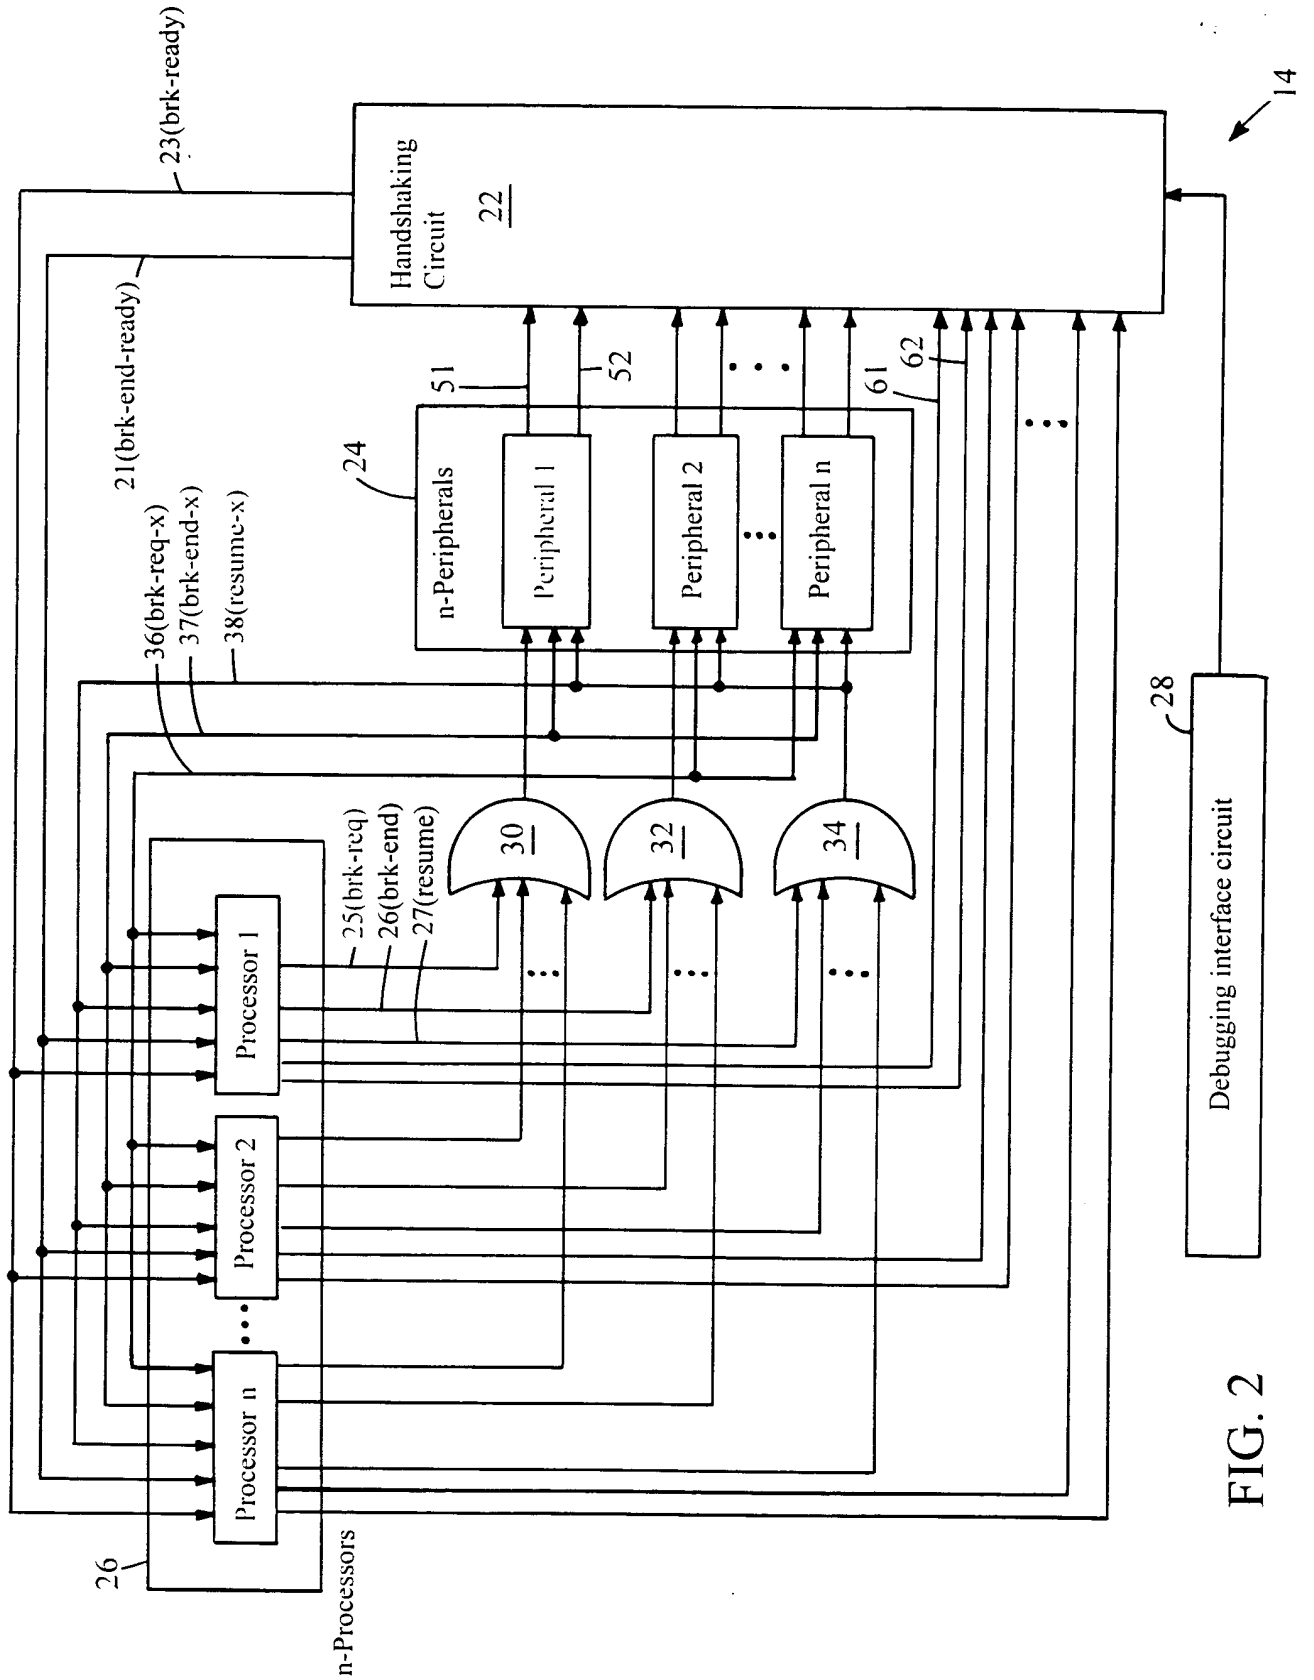 23(brk-ready)
21(brk-end-ready)
36(brk-req-x)
37(brk-end-x)
38(resume-x)
14
Handshaking
Circuit
22
51
52
61
62
24
n-Peripherals
Peripheral 1
Peripheral 2
Peripheral n
25(brk-req)
26(brk-end)
27(resume)
30
32
34
Processor 1
Processor 2
Processor n
26
n-Processors
28
Debugging interface circuit
FIG. 2